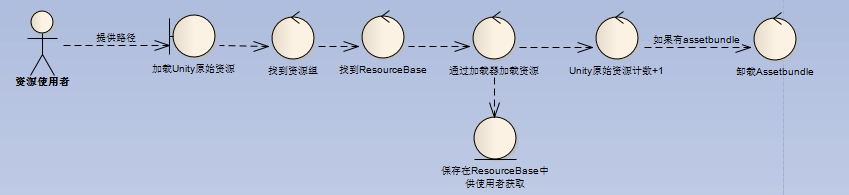 提供路径
如果有assetbundle
资源使用者
加载Unity原始资源
找到资源组
找到ResourceBase
通过加载器加载资源
Unity原始资源计数+1
卸载Assetbundle
保存在ResourceBase中
供使用者获取